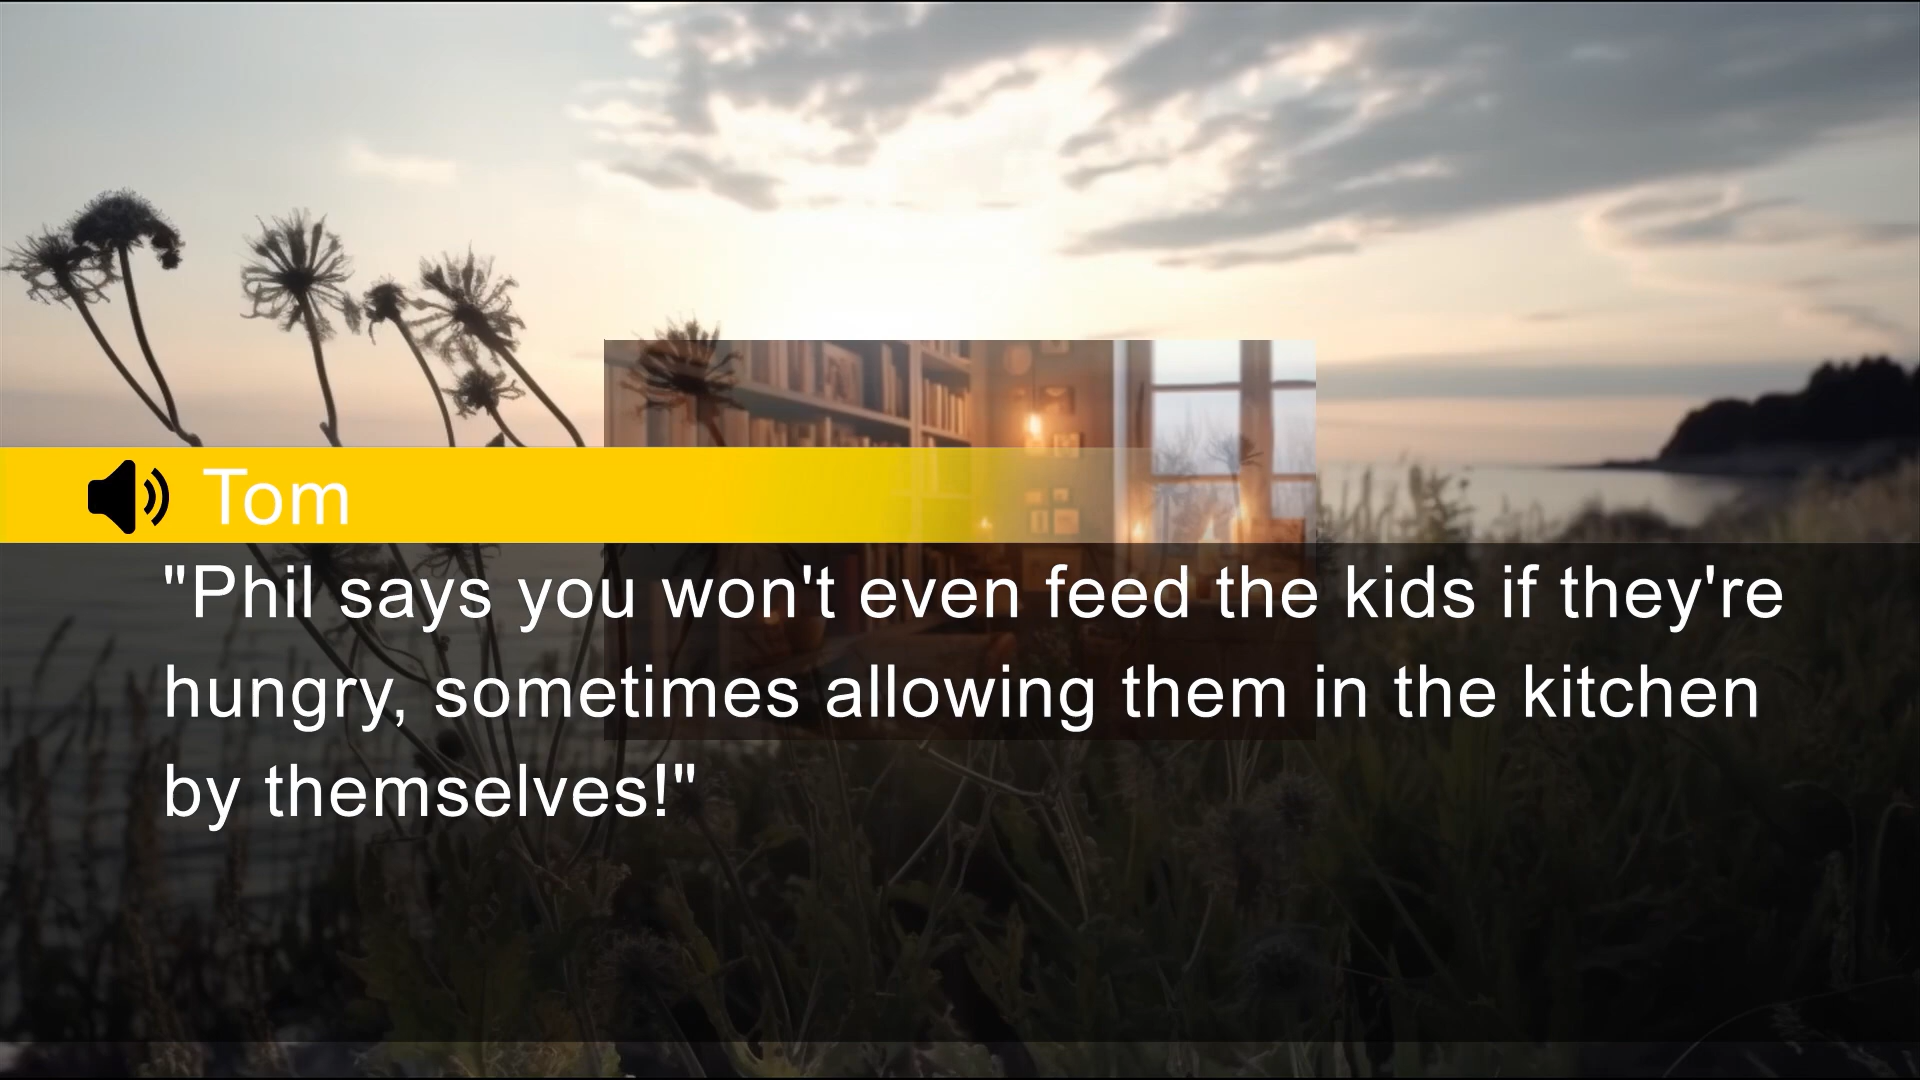 Tom
"Phil says you won't even feed the kids if they're
hungry, sometimes allowing them in the kitchen
by themselves!"